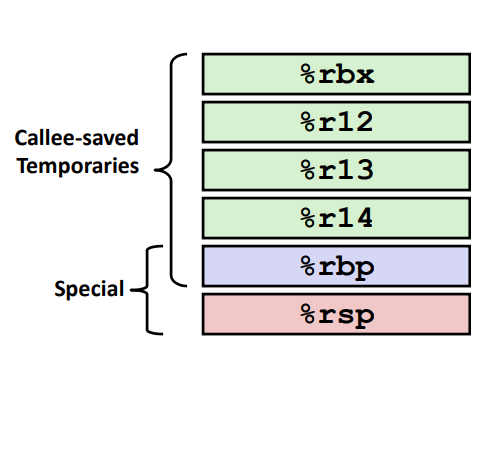 %rbx
%r12
Callee-saved
Temporaries
%r13
%r14
%rbp
Special
%rsp